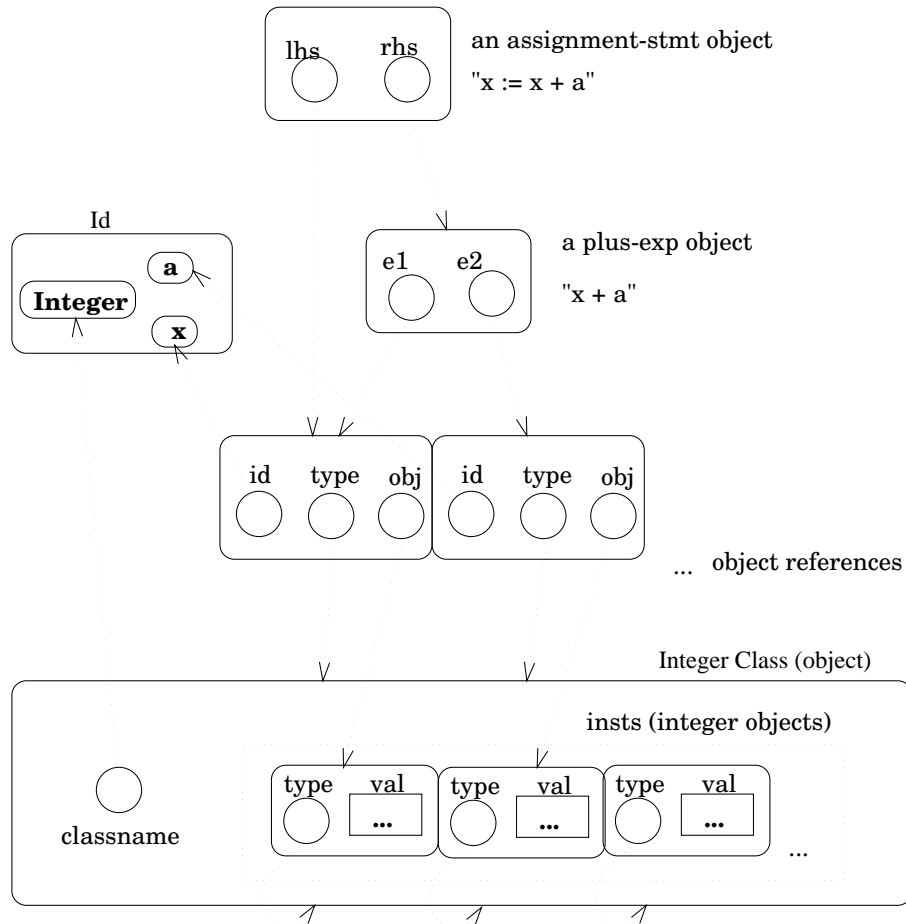 lhs rhs an assignment-stmt object
"x := x + a"
Id
a plus-exp object
e1 e2
a
"x + a"
Integer
x
id type obj id type obj
... object references
Integer Class (object)
insts (integer objects)
type val type val type val
... ... ...
classname
...